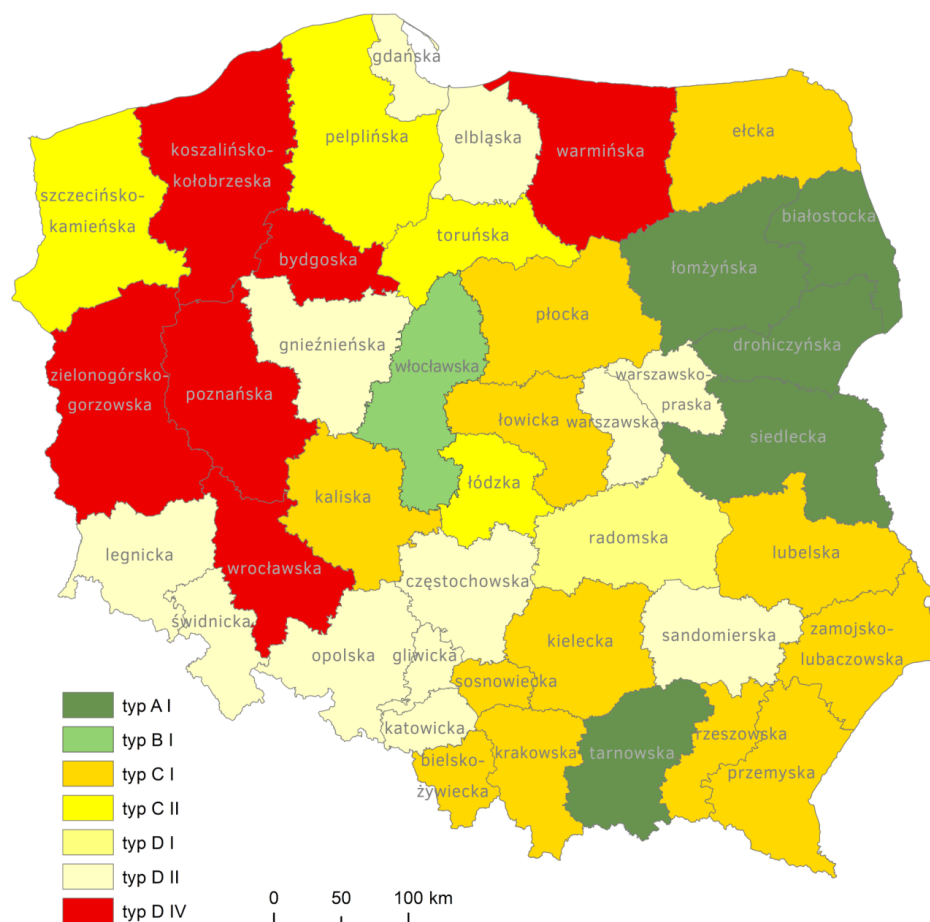 gdańska
pelplińska
elbląska
ełcka
koszalińsko-
kołobrzeska
warmińska
szczecińsko-
kamieńska
białostocka
toruńska
bydgoska
łomżyńska
płocka
gnieźnieńska
drohiczyńska
włocławska
zielonogórsko-
gorzowska
poznańska
warszawsko-
praska
łowicka
warszawska
siedlecka
łódzka
kaliska
radomska
legnicka
lubelska
wrocławska
częstochowska
świdnicka
zamojsko-
lubaczowska
kielecka
sandomierska
opolska
gliwicka
sosnowiecka
katowicka
rzeszowska
krakowska
tarnowska
bielsko-
żywiecka
przemyska
typ A I
typ B I
typ C I
typ C II
typ D I
typ D II
typ D IV
0 50 100 km